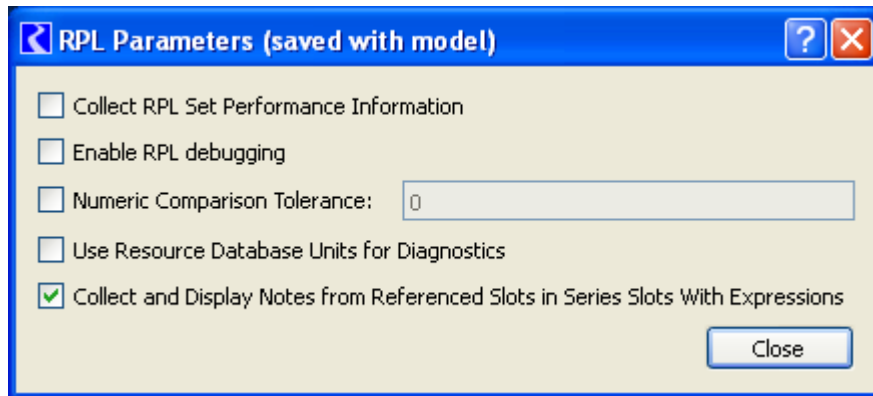 RPL Parameters (saved with model)
Collect RPL Set Performance Information
Enable RPL debugging
Numeric Comparison Tolerance: 0
Use Resource Database Units for Diagnostics
Collect and Display Notes from Referenced Slots in Series Slots With Expressions
Close